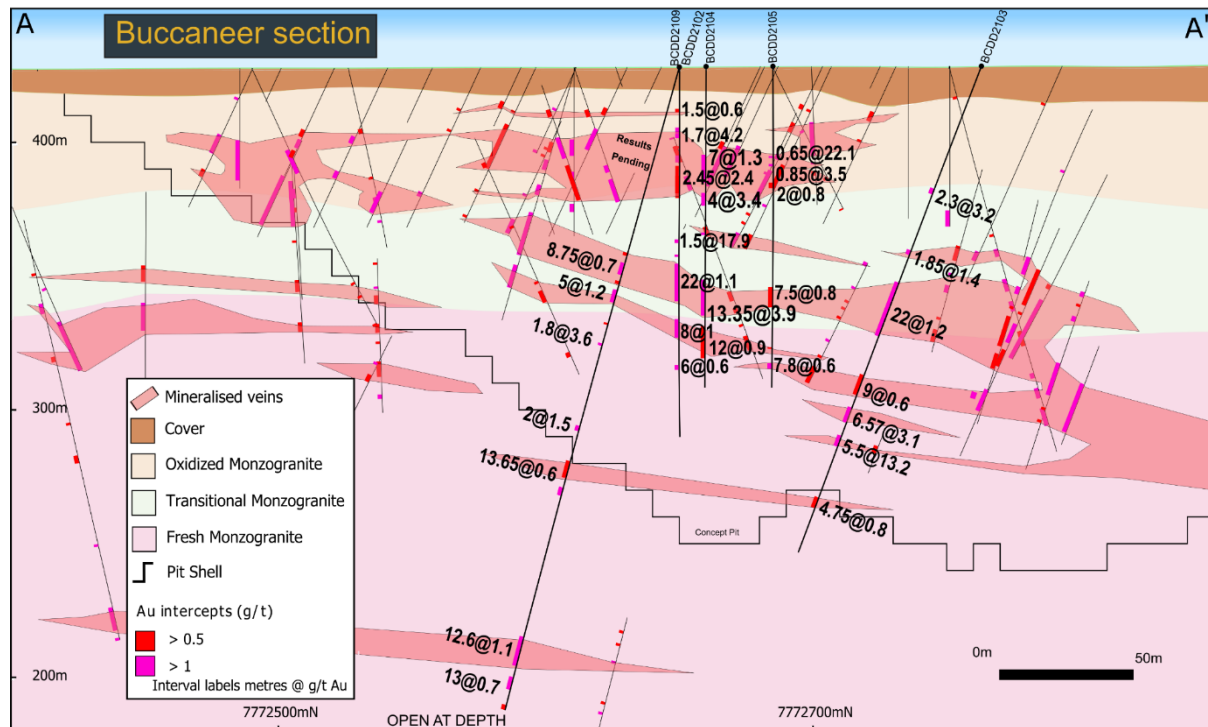 A
Buccaneer section
BCDD2109
BCDD2102
BCDD2104
BCDD2105
BCDD2103
A'
400m
300m
200m
Results
Pending
1.5@0.6
1.7@4.2
7@1.3
2.45@2.4
4@3.4
0.65@22.1
0.85@3.5
2@0.8
2.3@3.2
1.5@17.9
8.75@0.7
5@1.2
22@1.1
7.5@0.8
1.85@1.4
13.35@3.9
22@1.2
1.8@3.6
8@1
12@0.9
6@0.6
7.8@0.6
9@0.6
2@1.5
6.57@3.1
5.5@13.2
13.65@0.6
4.75@0.8
Concept Pit
12.6@1.1
13@0.7
Mineralised veins
Cover
Oxidized Monzogranite
Transitional Monzogranite
Fresh Monzogranite
Pit Shell
Au intercepts (g/t)
> 0.5
> 1
Interval labels metres @ g/t Au
0m
50m
7772500mN
OPEN AT DEPTH
7772700mN